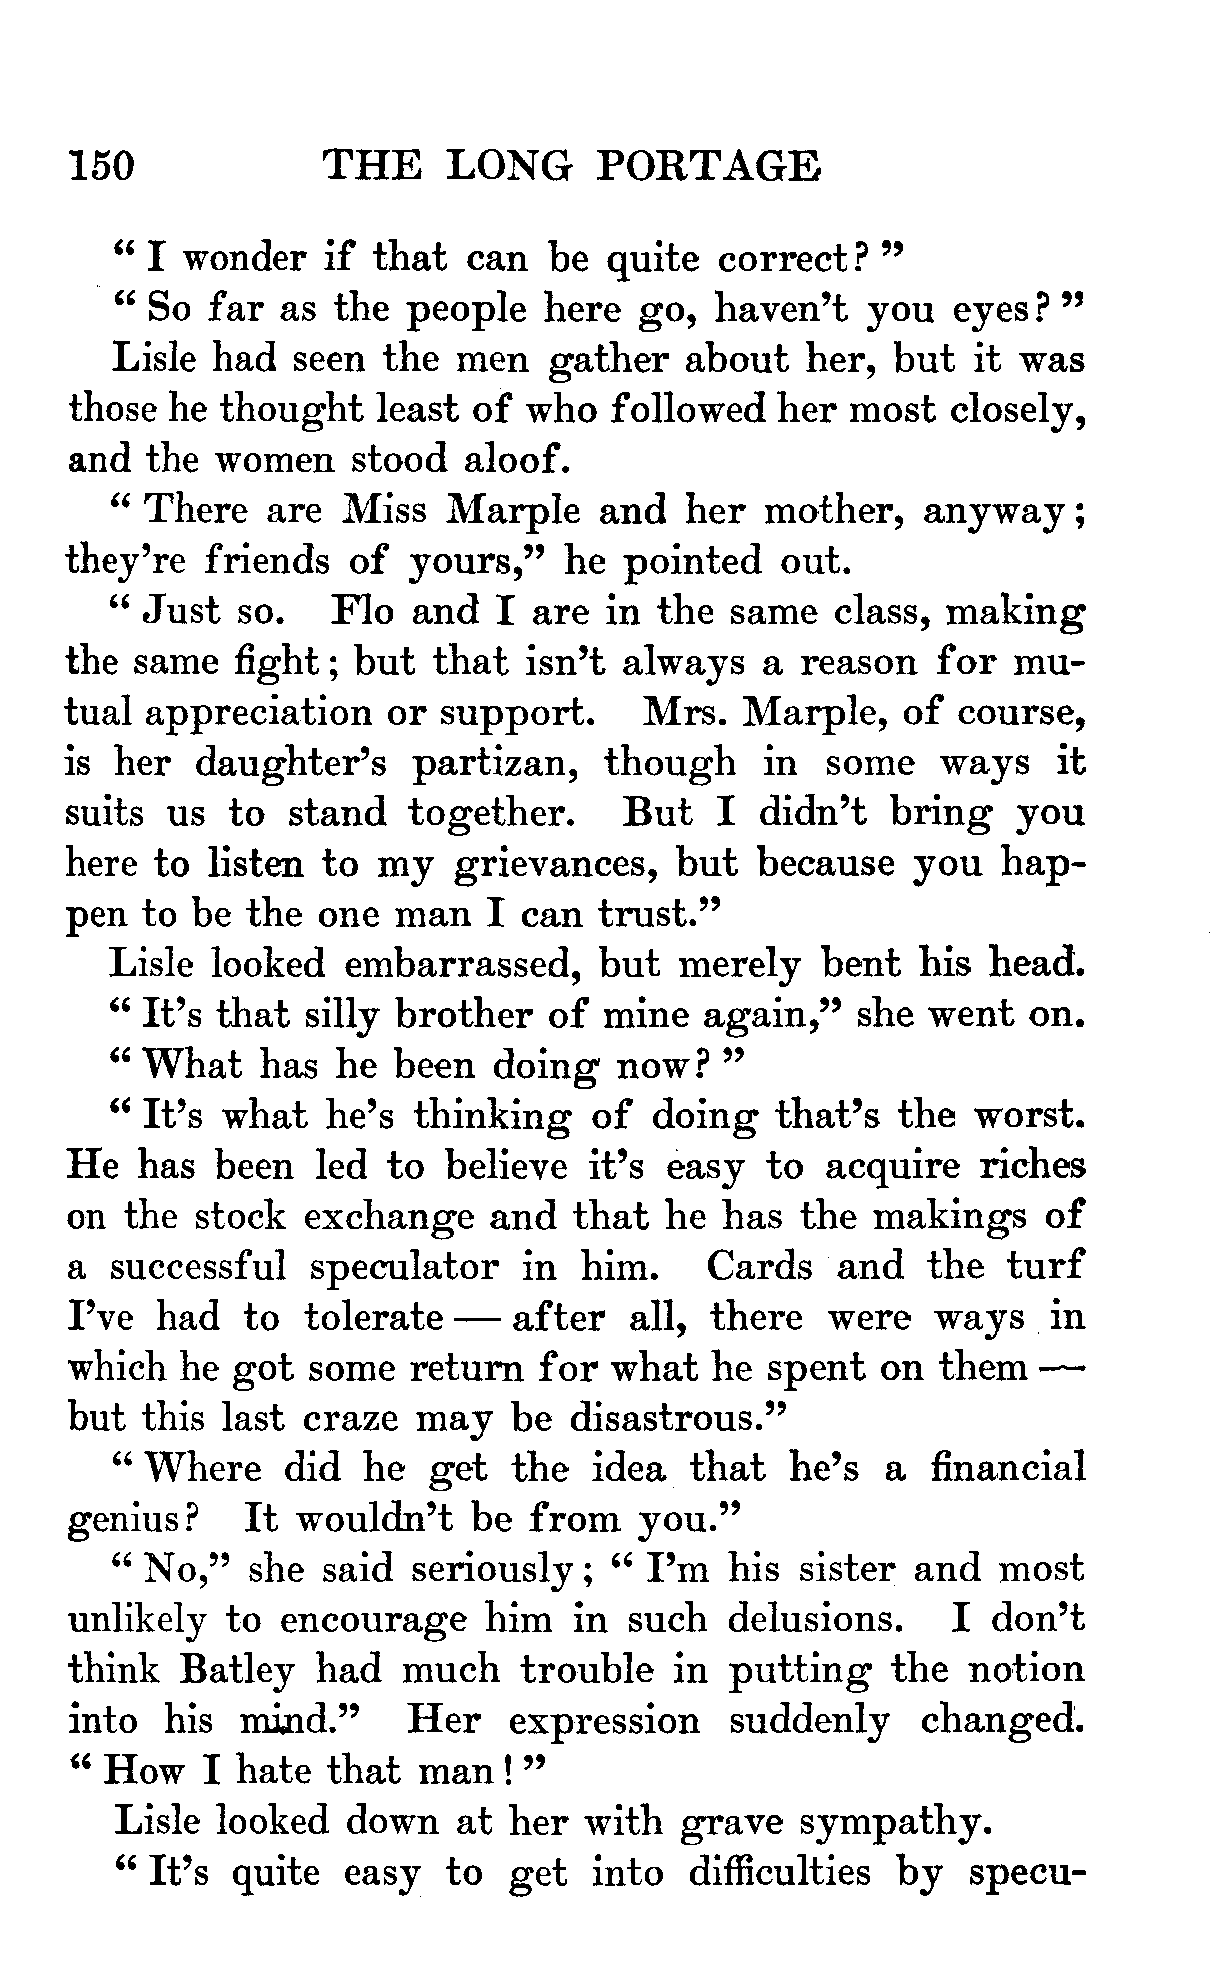 150 THE LONG PORTAGE
“ I wonder if that can be quite correct? ”
“ So far as the people here go, haven’t you eyes? ”
Lisle had seen the men gather about her, but it was
those he thought least of who followed her most closely,
and the women stood aloof.
“ There are Miss Marple and her mother, anyway;
they’re friends of yours,” he pointed out.
“ Just so. Flo and I are in the same class, making
the same fight; but that isn’t always a reason for mu-
tual appreciation or support. Mrs. Marple, of course,
is her daughter’s partizan, though in some ways it
suits us to stand together. But I didn’t bring you
here to listen to my grievances, but because you hap-
pen to be the one man I can trust.”
Lisle looked embarrassed, but merely bent his head.
“ It’s that silly brother of mine again,” she went on.
“ What has he been doing now? ”
“ It’s what he’s thinking of doing that’s the worst.
He has been led to believe it’s easy to acquire riches
on the stock exchange and that he has the makings of
a successful speculator in him. Cards and the turf
I’ve had to tolerate — after all, there were ways in
which he got some return for what he spent on them —
but this last craze may be disastrous.”
“ Where did he get the idea that he’s a financial
genius? It wouldn’t be from you.”
“ No,” she said seriously; “ I’m his sister and most
unlikely to encourage him in such delusions. I don’t
think Batley had much trouble in putting the notion
into his mind.” Her expression suddenly changed.
“ How I hate that man! ”
Lisle looked down at her with grave sympathy.
“ It’s quite easy to get into difficulties by specu-